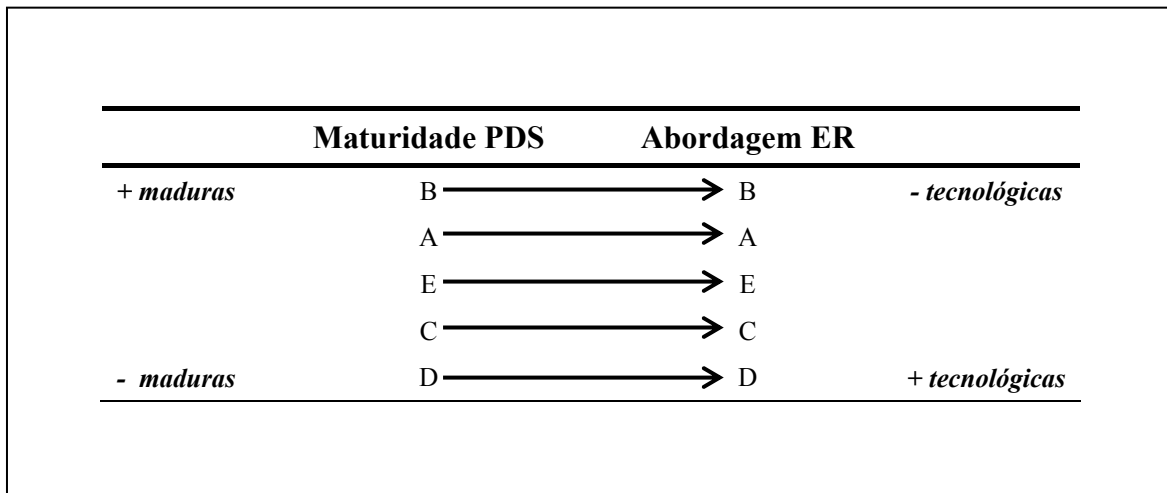 Maturidade PDS Abordagem ER
+ maduras B B - tecnológicas
A A
E E
C C
- maduras D D + tecnológicas